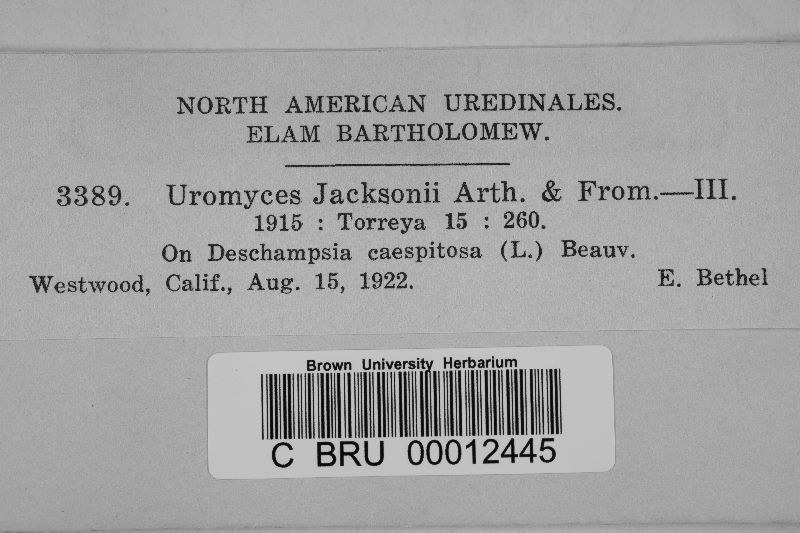 NORTH AMERICAN UREDINALES.
ELAM BARTHOLOMEW.
3389. Uromyces Jacksonii Arth. & From.—III.
1915 : Torreya 15 : 260.
On Deschampsia caespitosa (L.) Beauv.
Westwood, Calif., Aug. 15, 1922. E. Bethel
Brown University Herbarium
C BRU 00012445